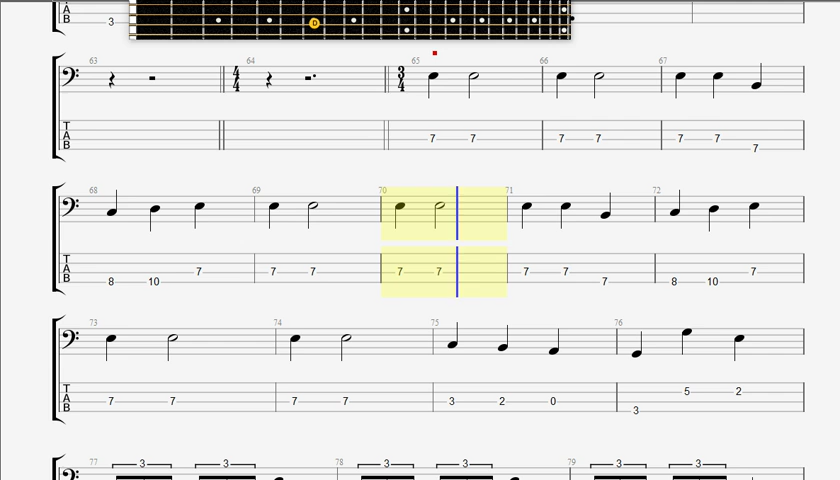 3
D
63 64 65 66 67
4 4 3 4
T A B 7 7 7 7 7 7 7
68 69 70 71 72
T A B 8 10 7 7 7 7 7 7 7 7 8 10 7
73 74 75 76
T A B 7 7 7 7 3 2 0 3 5 2
77 3 3 78 3 3 79 3 3